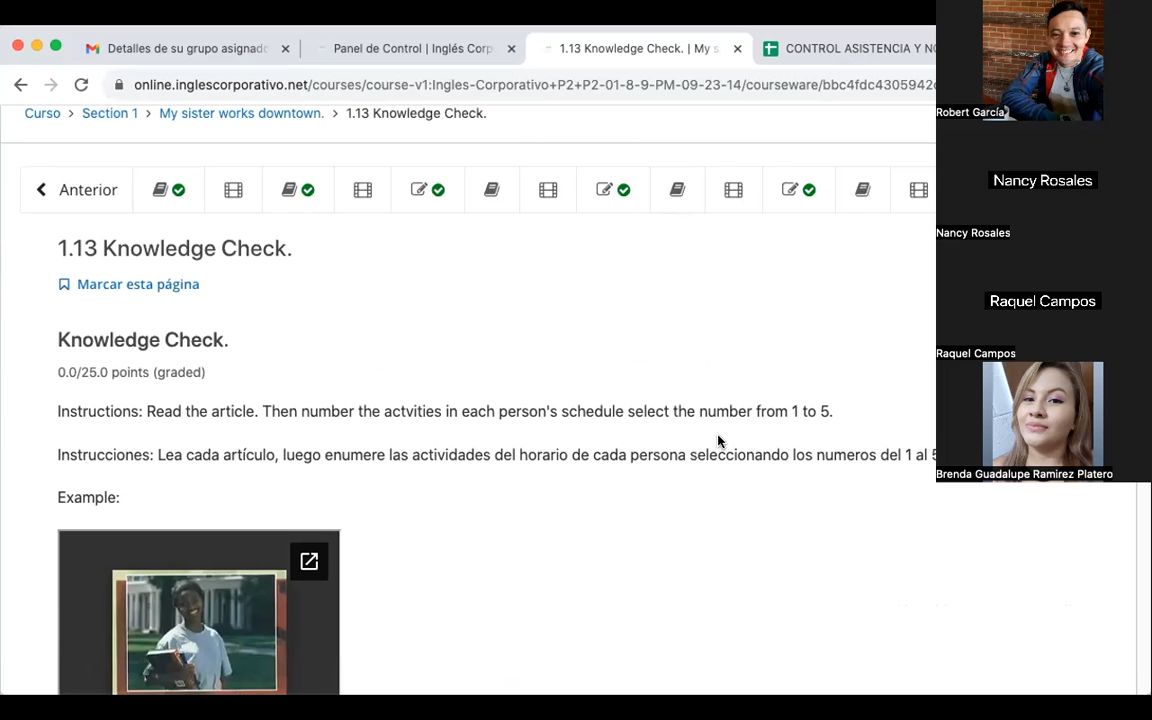 Detalles de su grupo asignado
Panel de Control | Inglés Corp
1.13 Knowledge Check. | My s
CONTROL ASISTENCIA Y NO
online.inglescorporativo.net/courses/course-v1:Ingles-Corporativo+P2+P2-01-8-9-PM-09-23-14/courseware/bbc4fdc4305942c
Curso > Section 1 > My sister works downtown. > 1.13 Knowledge Check.
Anterior
1.13 Knowledge Check.
Marcar esta página
Knowledge Check.
0.0/25.0 points (graded)
Instructions: Read the article. Then number the actvities in each person's schedule select the number from 1 to 5.
Instrucciones: Lea cada artículo, luego enumere las actividades del horario de cada persona seleccionando los numeros del 1 al 5
Example:
Robert García
Nancy Rosales
Nancy Rosales
Raquel Campos
Raquel Campos
Brenda Guadalupe Ramirez Platero